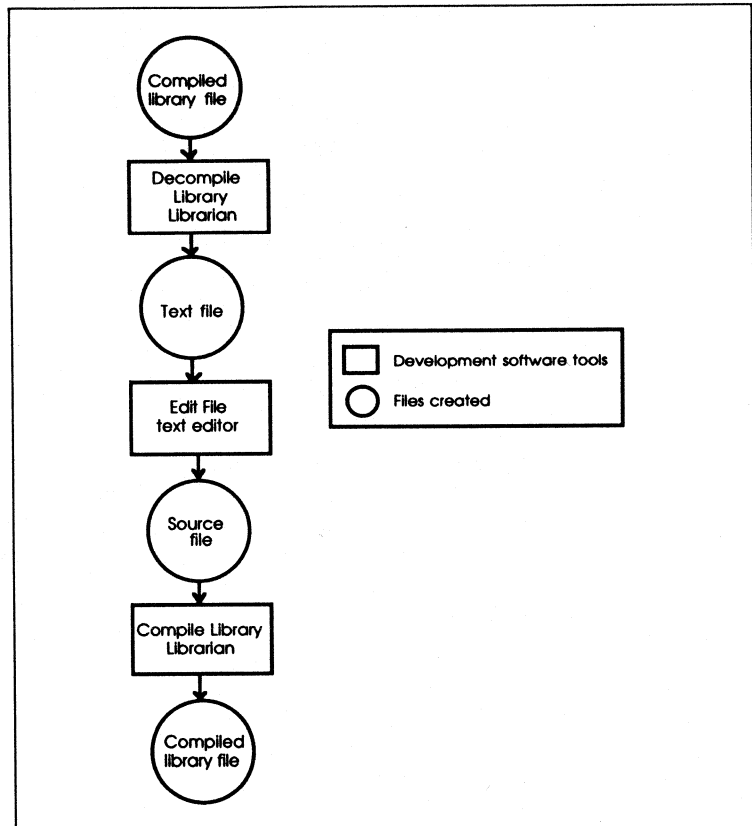 Compiled
library file
Decompile
Library
Librarian
Text file
Edit File
text editor
Source
file
Compile Library
Librarian
Compiled
library file
Development software tools
Files created